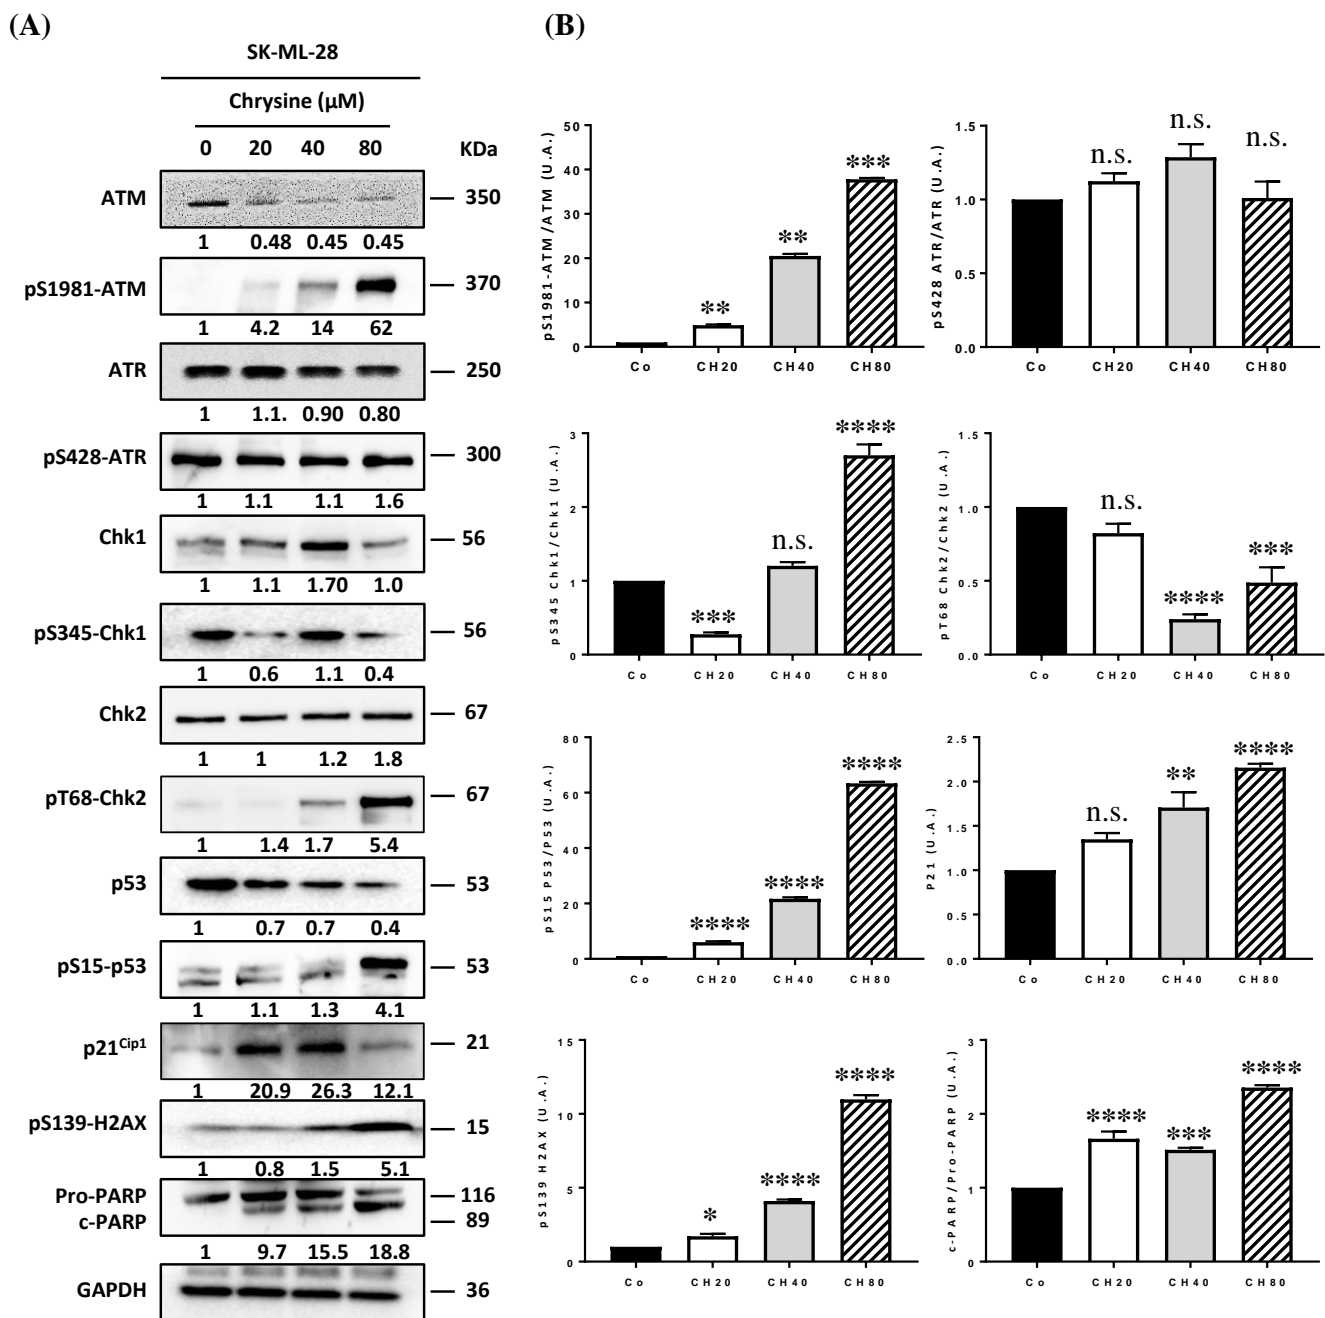 (A)
SK-ML-28
Chrysine (µM)
0 20 40 80 KDa
ATM 350
1 0.48 0.45 0.45
pS1981-ATM 370
1 4.2 14 62
ATR 250
1 1.1. 0.90 0.80
pS428-ATR 300
1 1.1 1.1 1.6
Chk1 56
1 1.1 1.70 1.0
pS345-Chk1 56
1 0.6 1.1 0.4
Chk2 67
1 1 1.2 1.8
pT68-Chk2 67
1 1.4 1.7 5.4
p53 53
1 0.7 0.7 0.4
pS15-p53 53
1 1.1 1.3 4.1
p21Cip1 21
1 20.9 26.3 12.1
pS139-H2AX 15
1 0.8 1.5 5.1
Pro-PARP 116
c-PARP 89
1 9.7 15.5 18.8
GAPDH 36
(B)
pS1981-ATM/ATM (U.A.)
50
40
30
20
10
0
** ** ***
Co CH20 CH40 CH80
pS428 ATR/ATR (U.A.)
1.5
1.0
0.5
0.0
n.s. n.s. n.s.
Co CH20 CH40 CH80
pS345 Chk1/Chk1 (U.A.)
3
2
1
0
*** n.s. ****
Co CH20 CH40 CH80
pT68 Chk2/Chk2 (U.A.)
1.5
1.0
0.5
0.0
n.s. **** ***
Co CH20 CH40 CH80
pS15 P53/P53 (U.A.)
80
60
40
20
0
**** **** ****
Co CH20 CH40 CH80
P21 (U.A.)
2.5
2.0
1.5
1.0
0.5
0.0
n.s. ** ****
Co CH20 CH40 CH80
pS139 H2AX (U.A.)
15
10
5
0
* **** ****
Co CH20 CH40 CH80
c-PARP/Pro-PARP (U.A.)
3
2
1
0
**** *** ****
Co CH20 CH40 CH80